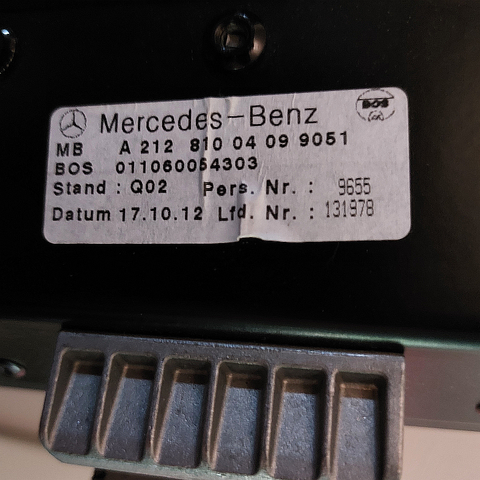 Mercedes-Benz
BOS
MB A 212 810 04 09 9051
BOS 011060054303
Stand : Q02 Pers. Nr. : 9655
Datum 17.10.12 Lfd. Nr. : 131978